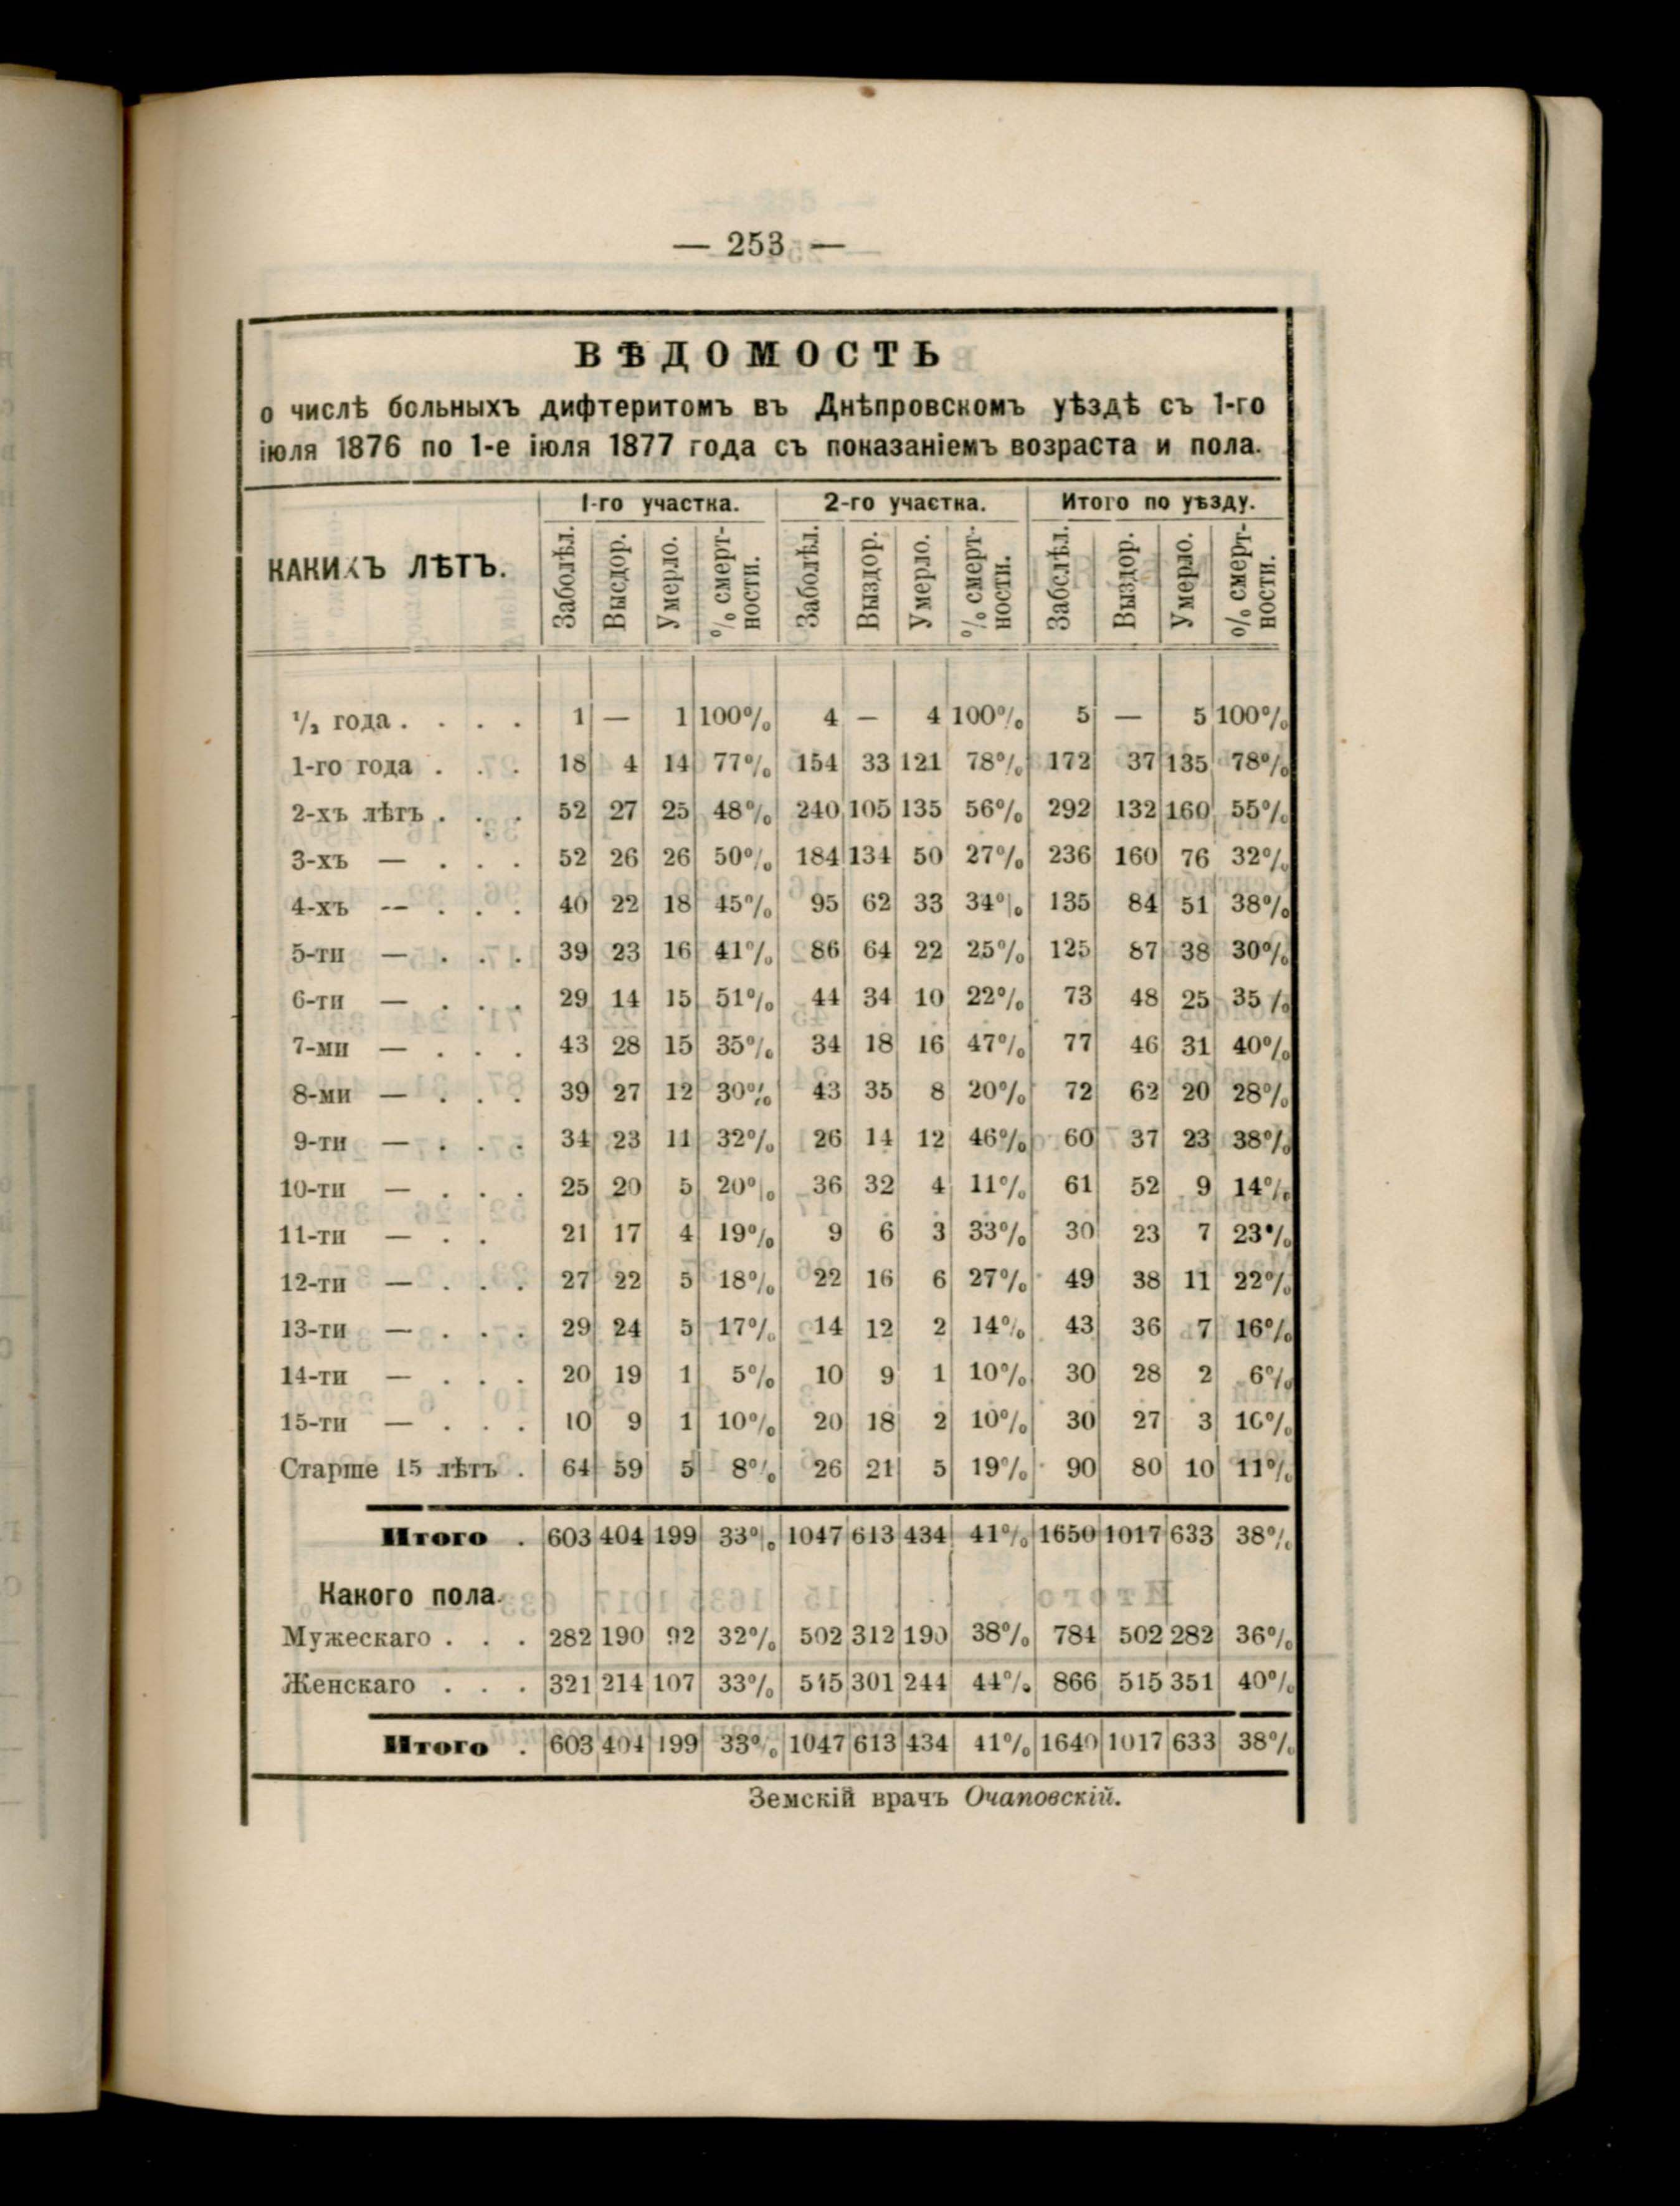 — 253 —
ВѢДОМОСТЬ
о числѣ больныхъ дифтеритомъ въ Днѣпровскомъ уѣздѣ съ 1-го
іюля 1876 по 1-е іюля 1877 года съ показаніемъ возраста и пола.
КАКИХЪ ЛѢТЪ. 1-го участка. 2-го участка. Итого по уѣзду.
Заболѣл. Высдор. Умерло. % смертности. Заболѣл. Выздор. Умерло. % смертности. Забслѣл. Выздор. Умерло. % смертности.
½ года . . . . 1 — 1 100% 4 — 4 100% 5 — 5 100%
1-го года . . . 18 4 14 77% 154 33 121 78% 172 37 135 78%
2-хъ лѣтъ . . . 52 27 25 48% 240 105 135 56% 292 132 160 55%
3-хъ — . . . 52 26 26 50% 184 134 50 27% 236 160 76 32%
4-хъ — . . . 40 22 18 45% 95 62 33 34% 135 84 51 38%
5-ти — . . . 39 23 16 41% 86 64 22 25% 125 87 38 30%
6-ти — . . . 29 14 15 51% 44 34 10 22% 73 48 25 35%
7-ми — . . . 43 28 15 35% 34 18 16 47% 77 46 31 40%
8-ми — . . . 39 27 12 30% 43 35 8 20% 72 62 20 28%
9-ти — . . . 34 23 11 32% 26 14 12 46% 60 37 23 38%
10-ти — . . . 25 20 5 20% 36 32 4 11% 61 52 9 14%
11-ти — . . 21 17 4 19% 9 6 3 33% 30 23 7 23%
12-ти — . . . 27 22 5 18% 22 16 6 27% 49 38 11 22%
13-ти — . . . 29 24 5 17% 14 12 2 14% 43 36 7 16%
14-ти — . . . 20 19 1 5% 10 9 1 10% 30 28 2 6%
15-ти — . . . 10 9 1 10% 20 18 2 10% 30 27 3 10%
Старше 15 лѣтъ . 64 59 5 8% 26 21 5 19% 90 80 10 11%
Итого . 603 404 199 33% 1047 613 434 41% 1650 1017 633 38%
Какого пола.
Мужескаго . . . 282 190 92 32% 502 312 190 38% 784 502 282 36%
Женскаго . . . 321 214 107 33% 545 301 244 44% 866 515 351 40%
Итого . 603 404 199 33% 1047 613 434 41% 1640 1017 633 38%
Земскій врачъ Очаповскій.